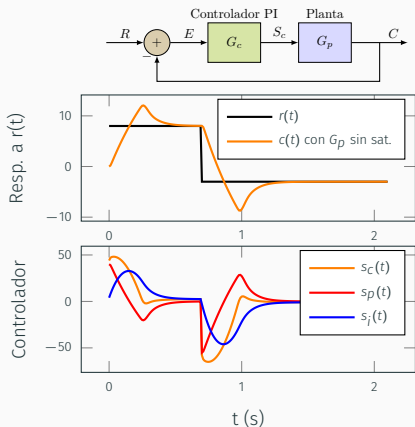 Controlador PI Planta
R + − E G_c S_c G_p C
Resp. a r(t)
10
0
−10
r(t)
c(t) con G_p sin sat.
0 1 2
Controlador
50
0
−50
s_c(t)
s_p(t)
s_i(t)
0 1 2
t (s)